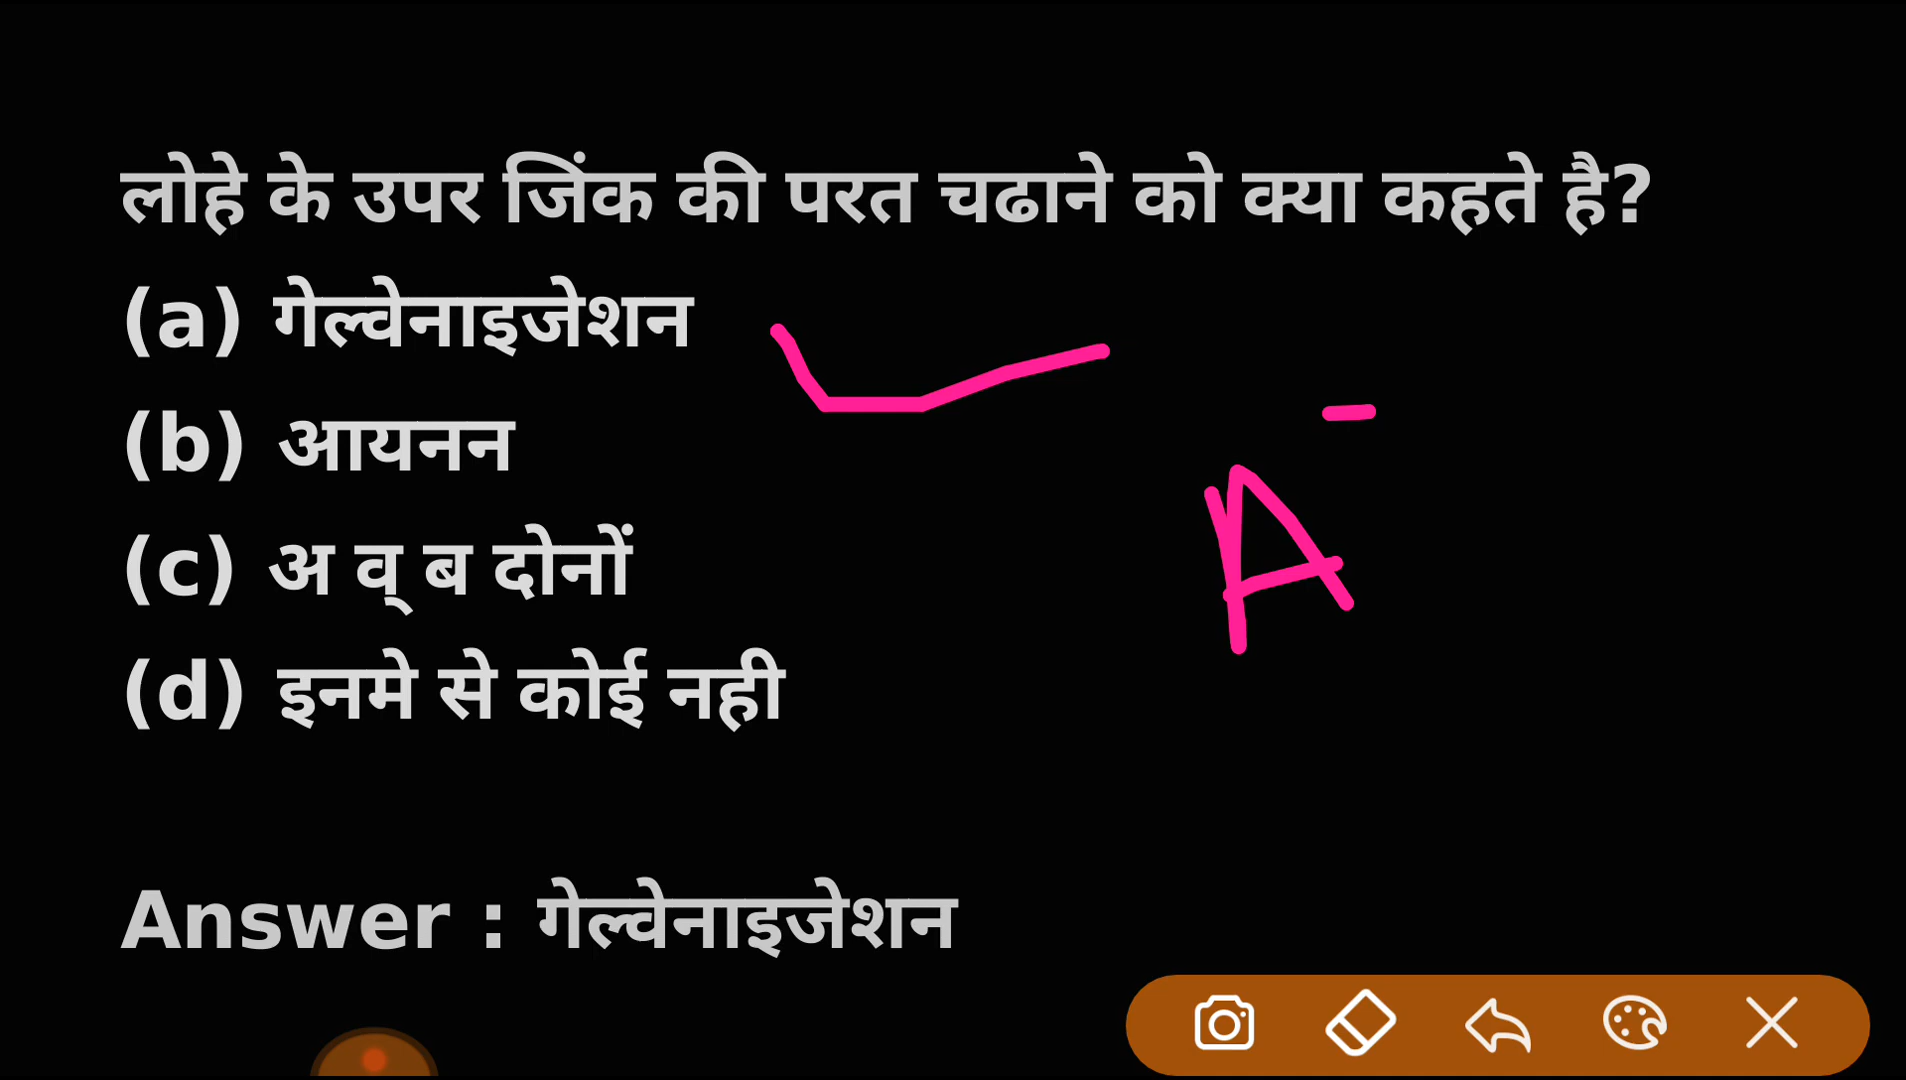 लोहे के उपर जिंक की परत चढाने को क्या कहते है?
(a) गेल्वेनाइजेशन
(b) आयनन
(c) अ व् ब दोनों
(d) इनमे से कोई नही
A
Answer : गेल्वेनाइजेशन